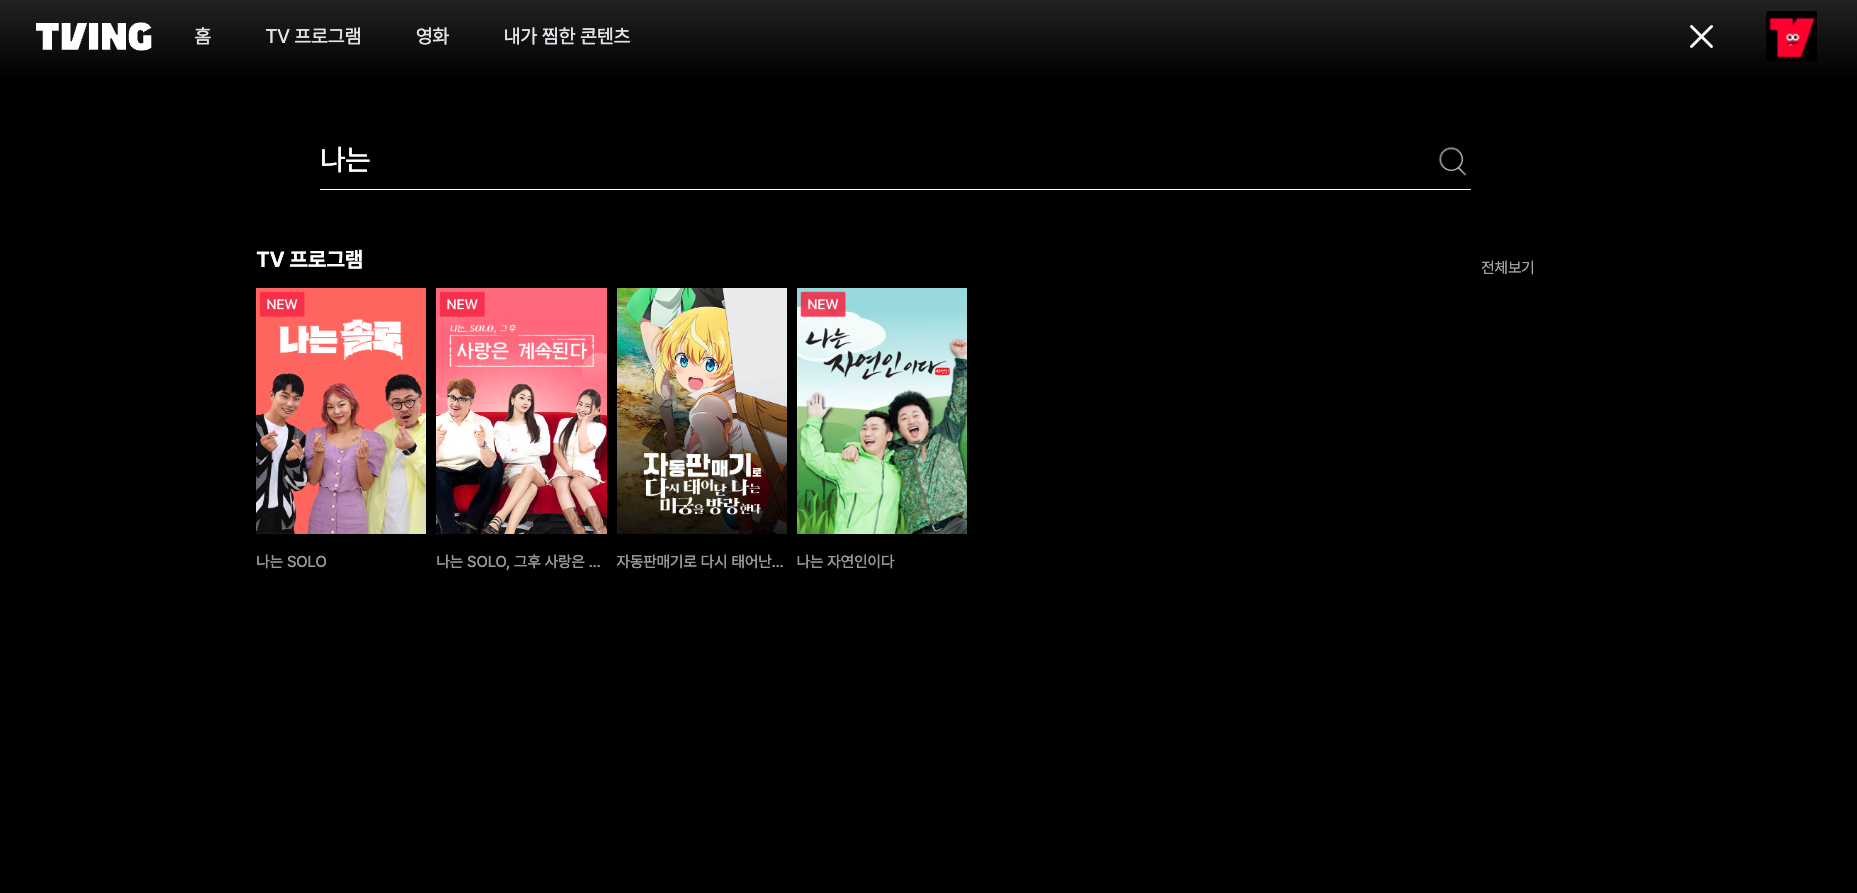 TVING 홈 TV 프로그램 영화 내가 찜한 콘텐츠
나는
TV 프로그램
전체보기
NEW
나는 솔로
NEW
나는 SOLO, 그 후
사랑은 계속된다
자동판매기로
다시 태어난 나는
미궁을 방랑한다
NEW
나는
자연인이다
나는 SOLO
나는 SOLO, 그후 사랑은 ...
자동판매기로 다시 태어난...
나는 자연인이다